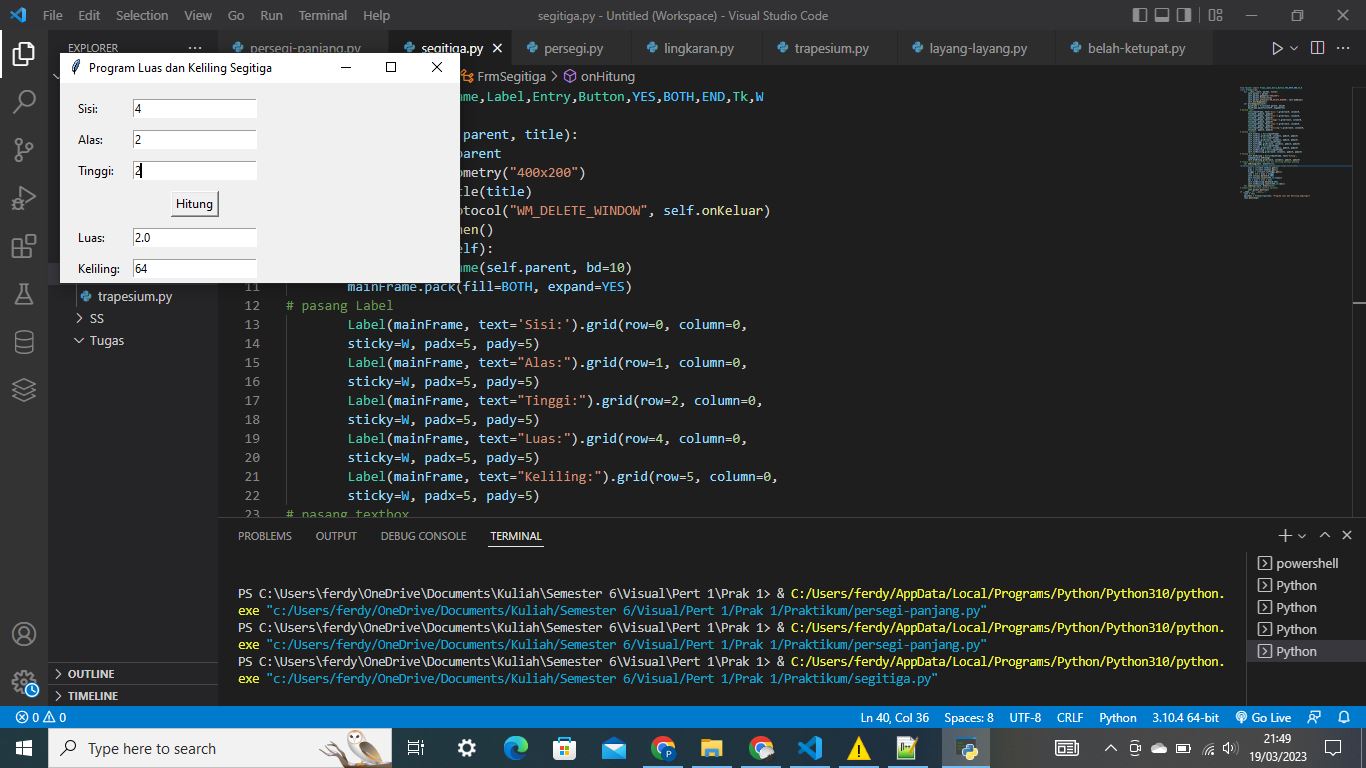 File Edit Selection View Go Run Terminal Help segitiga.py - Untitled (Workspace) - Visual Studio Code
EXPLORER
persegi-panjang.py segitiga.py persegi.py lingkaran.py trapesium.py layang-layang.py belah-ketupat.py
Program Luas dan Keliling Segitiga
FrmSegitiga > onHitung
Sisi: 4
Alas: 2
Tinggi: 2
Hitung
Luas: 2.0
Keliling: 64
me,Label,Entry,Button,YES,BOTH,END,Tk,W
parent, title):
parent
ometry("400x200")
tle(title)
otocol("WM_DELETE_WINDOW", self.onKeluar)
nen()
elf):
ame(self.parent, bd=10)
11 mainFrame.pack(fill=BOTH, expand=YES)
12 # pasang Label
13 Label(mainFrame, text='Sisi:').grid(row=0, column=0,
14 sticky=W, padx=5, pady=5)
15 Label(mainFrame, text="Alas:").grid(row=1, column=0,
16 sticky=W, padx=5, pady=5)
17 Label(mainFrame, text="Tinggi:").grid(row=2, column=0,
18 sticky=W, padx=5, pady=5)
19 Label(mainFrame, text="Luas:").grid(row=4, column=0,
20 sticky=W, padx=5, pady=5)
21 Label(mainFrame, text="Keliling:").grid(row=5, column=0,
22 sticky=W, padx=5, pady=5)
23 # pasang textbox
trapesium.py
SS
Tugas
OUTLINE
TIMELINE
PROBLEMS OUTPUT DEBUG CONSOLE TERMINAL
PS C:\Users\ferdy\OneDrive\Documents\Kuliah\Semester 6\Visual\Pert 1\Prak 1> & C:/Users/ferdy/AppData/Local/Programs/Python/Python310/python.
exe "c:/Users/ferdy/OneDrive/Documents/Kuliah/Semester 6/Visual/Pert 1/Prak 1/Praktikum/persegi-panjang.py"
PS C:\Users\ferdy\OneDrive\Documents\Kuliah\Semester 6\Visual\Pert 1\Prak 1> & C:/Users/ferdy/AppData/Local/Programs/Python/Python310/python.
exe "c:/Users/ferdy/OneDrive/Documents/Kuliah/Semester 6/Visual/Pert 1/Prak 1/Praktikum/persegi-panjang.py"
PS C:\Users\ferdy\OneDrive\Documents\Kuliah\Semester 6\Visual\Pert 1\Prak 1> & C:/Users/ferdy/AppData/Local/Programs/Python/Python310/python.
exe "c:/Users/ferdy/OneDrive/Documents/Kuliah/Semester 6/Visual/Pert 1/Prak 1/Praktikum/segitiga.py"
powershell
Python
Python
Python
Python
0 0 Ln 40, Col 36 Spaces: 8 UTF-8 CRLF Python 3.10.4 64-bit Go Live
Type here to search
21:49
19/03/2023